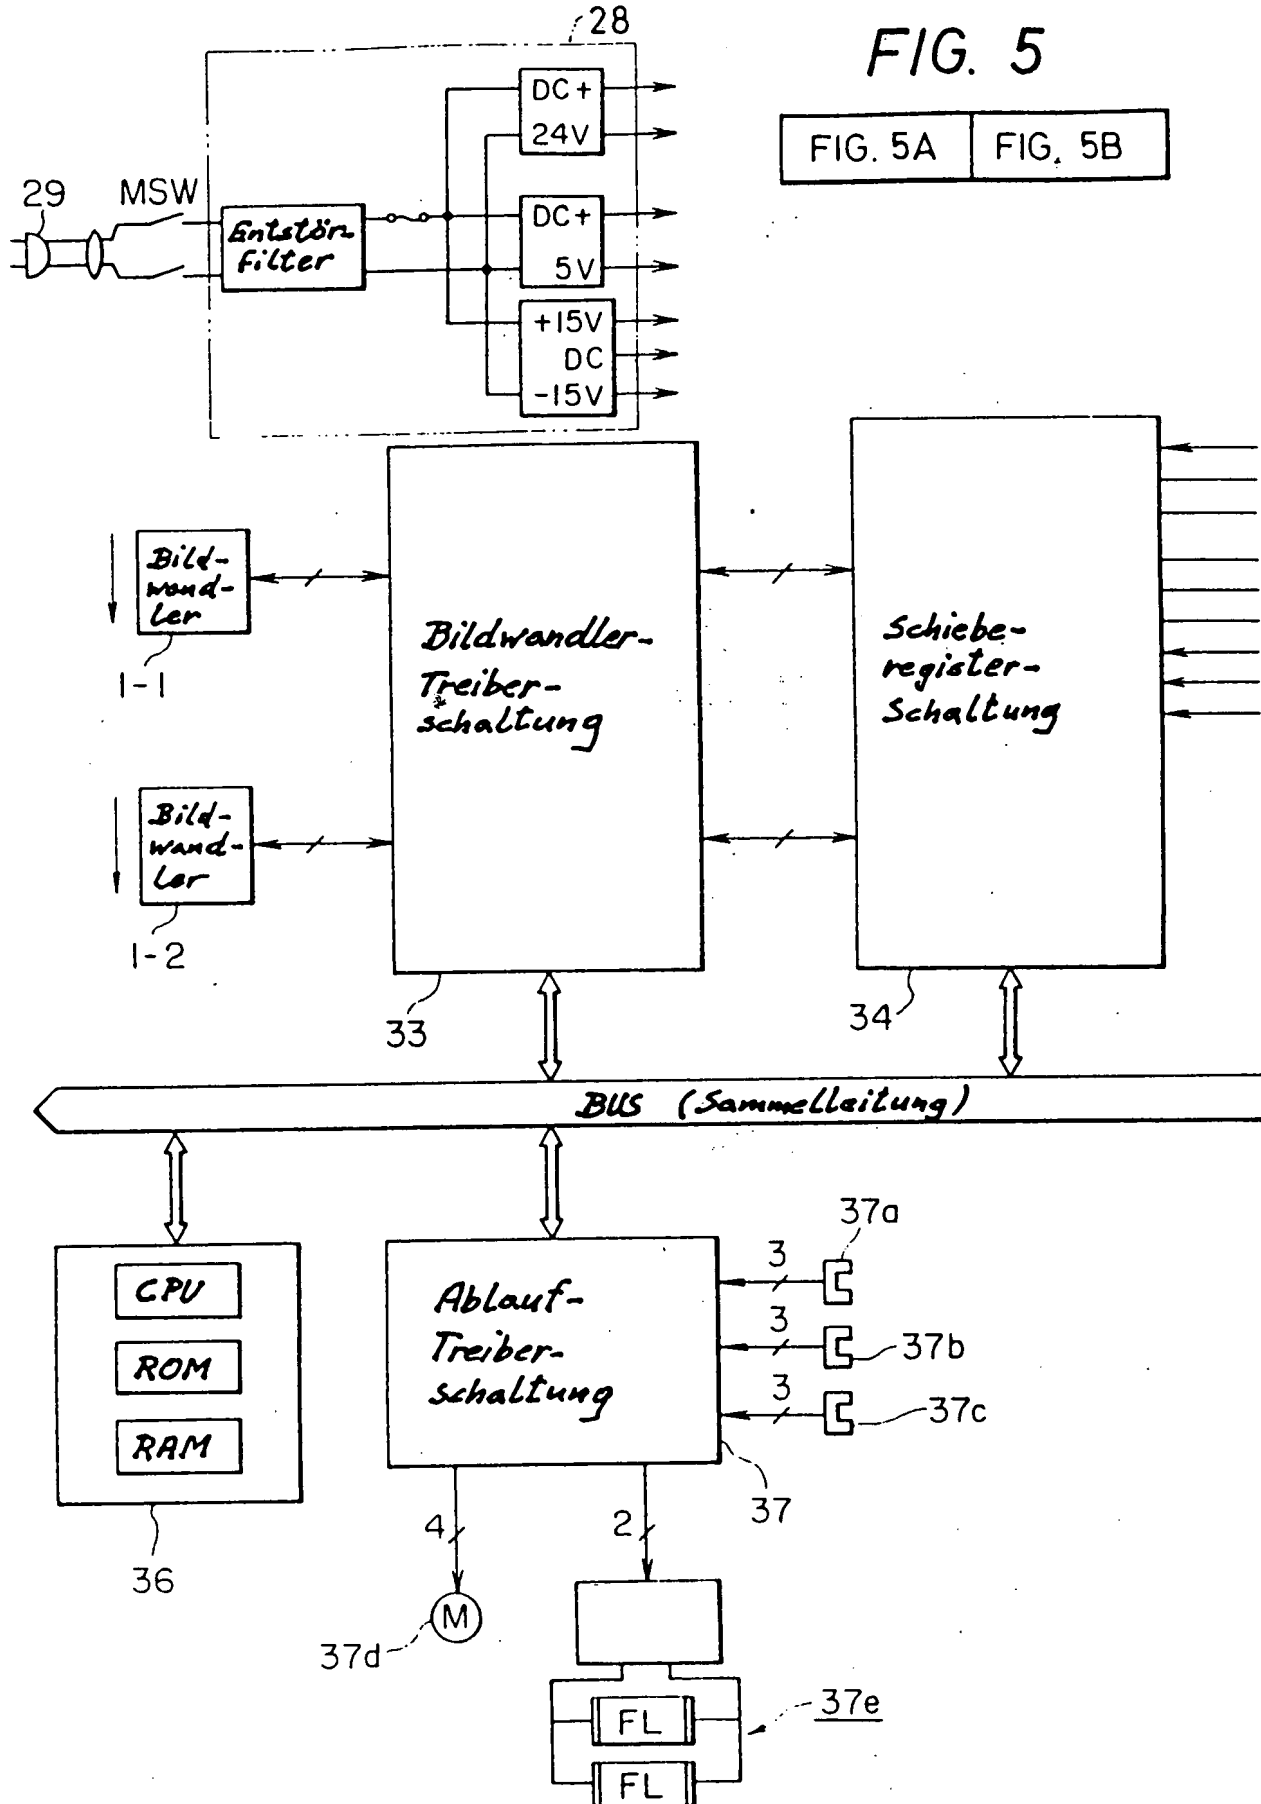 28
FIG. 5
FIG. 5A
FIG. 5B
DC+
24V
29
MSW
Entstör-
filter
DC+
5V
+15V
DC
-15V
Bild-
wandler
1-1
Bildwandler-
Treiber-
schaltung
Schiebe-
register-
Schaltung
Bild-
wand-
ler
1-2
33
34
BUS (Sammelleitung)
37a
3
CPU
ROM
RAM
Ablauf-
Treiber-
schaltung
3
37b
3
37c
37
36
4
2
M
37d
37e
FL
FL